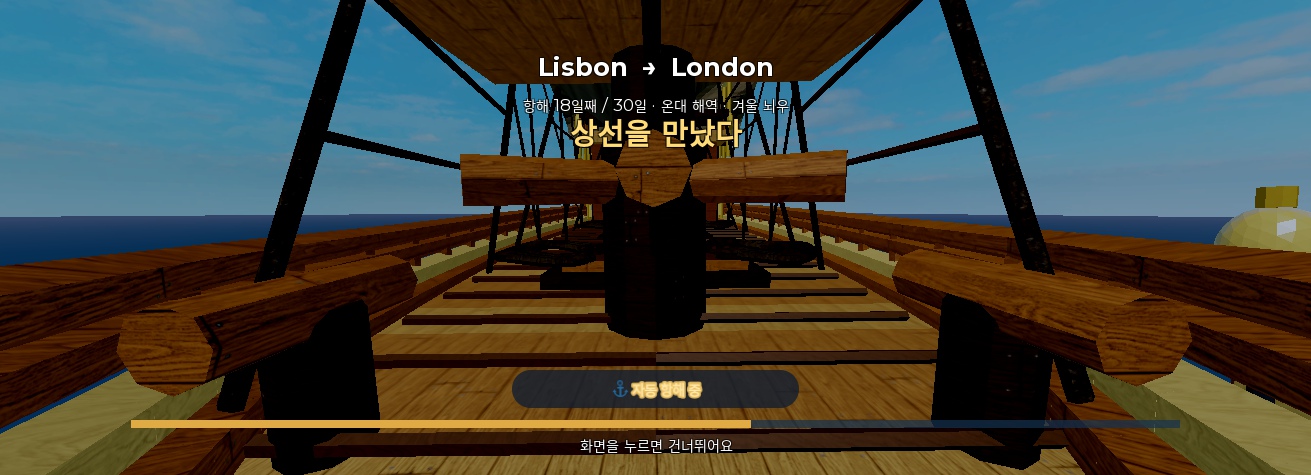 Lisbon → London
항해 18일째 / 30일 · 온대 해역 · 겨울 뇌우
상선을 만났다
자동 항해 중
화면을 누르면 건너뛰어요